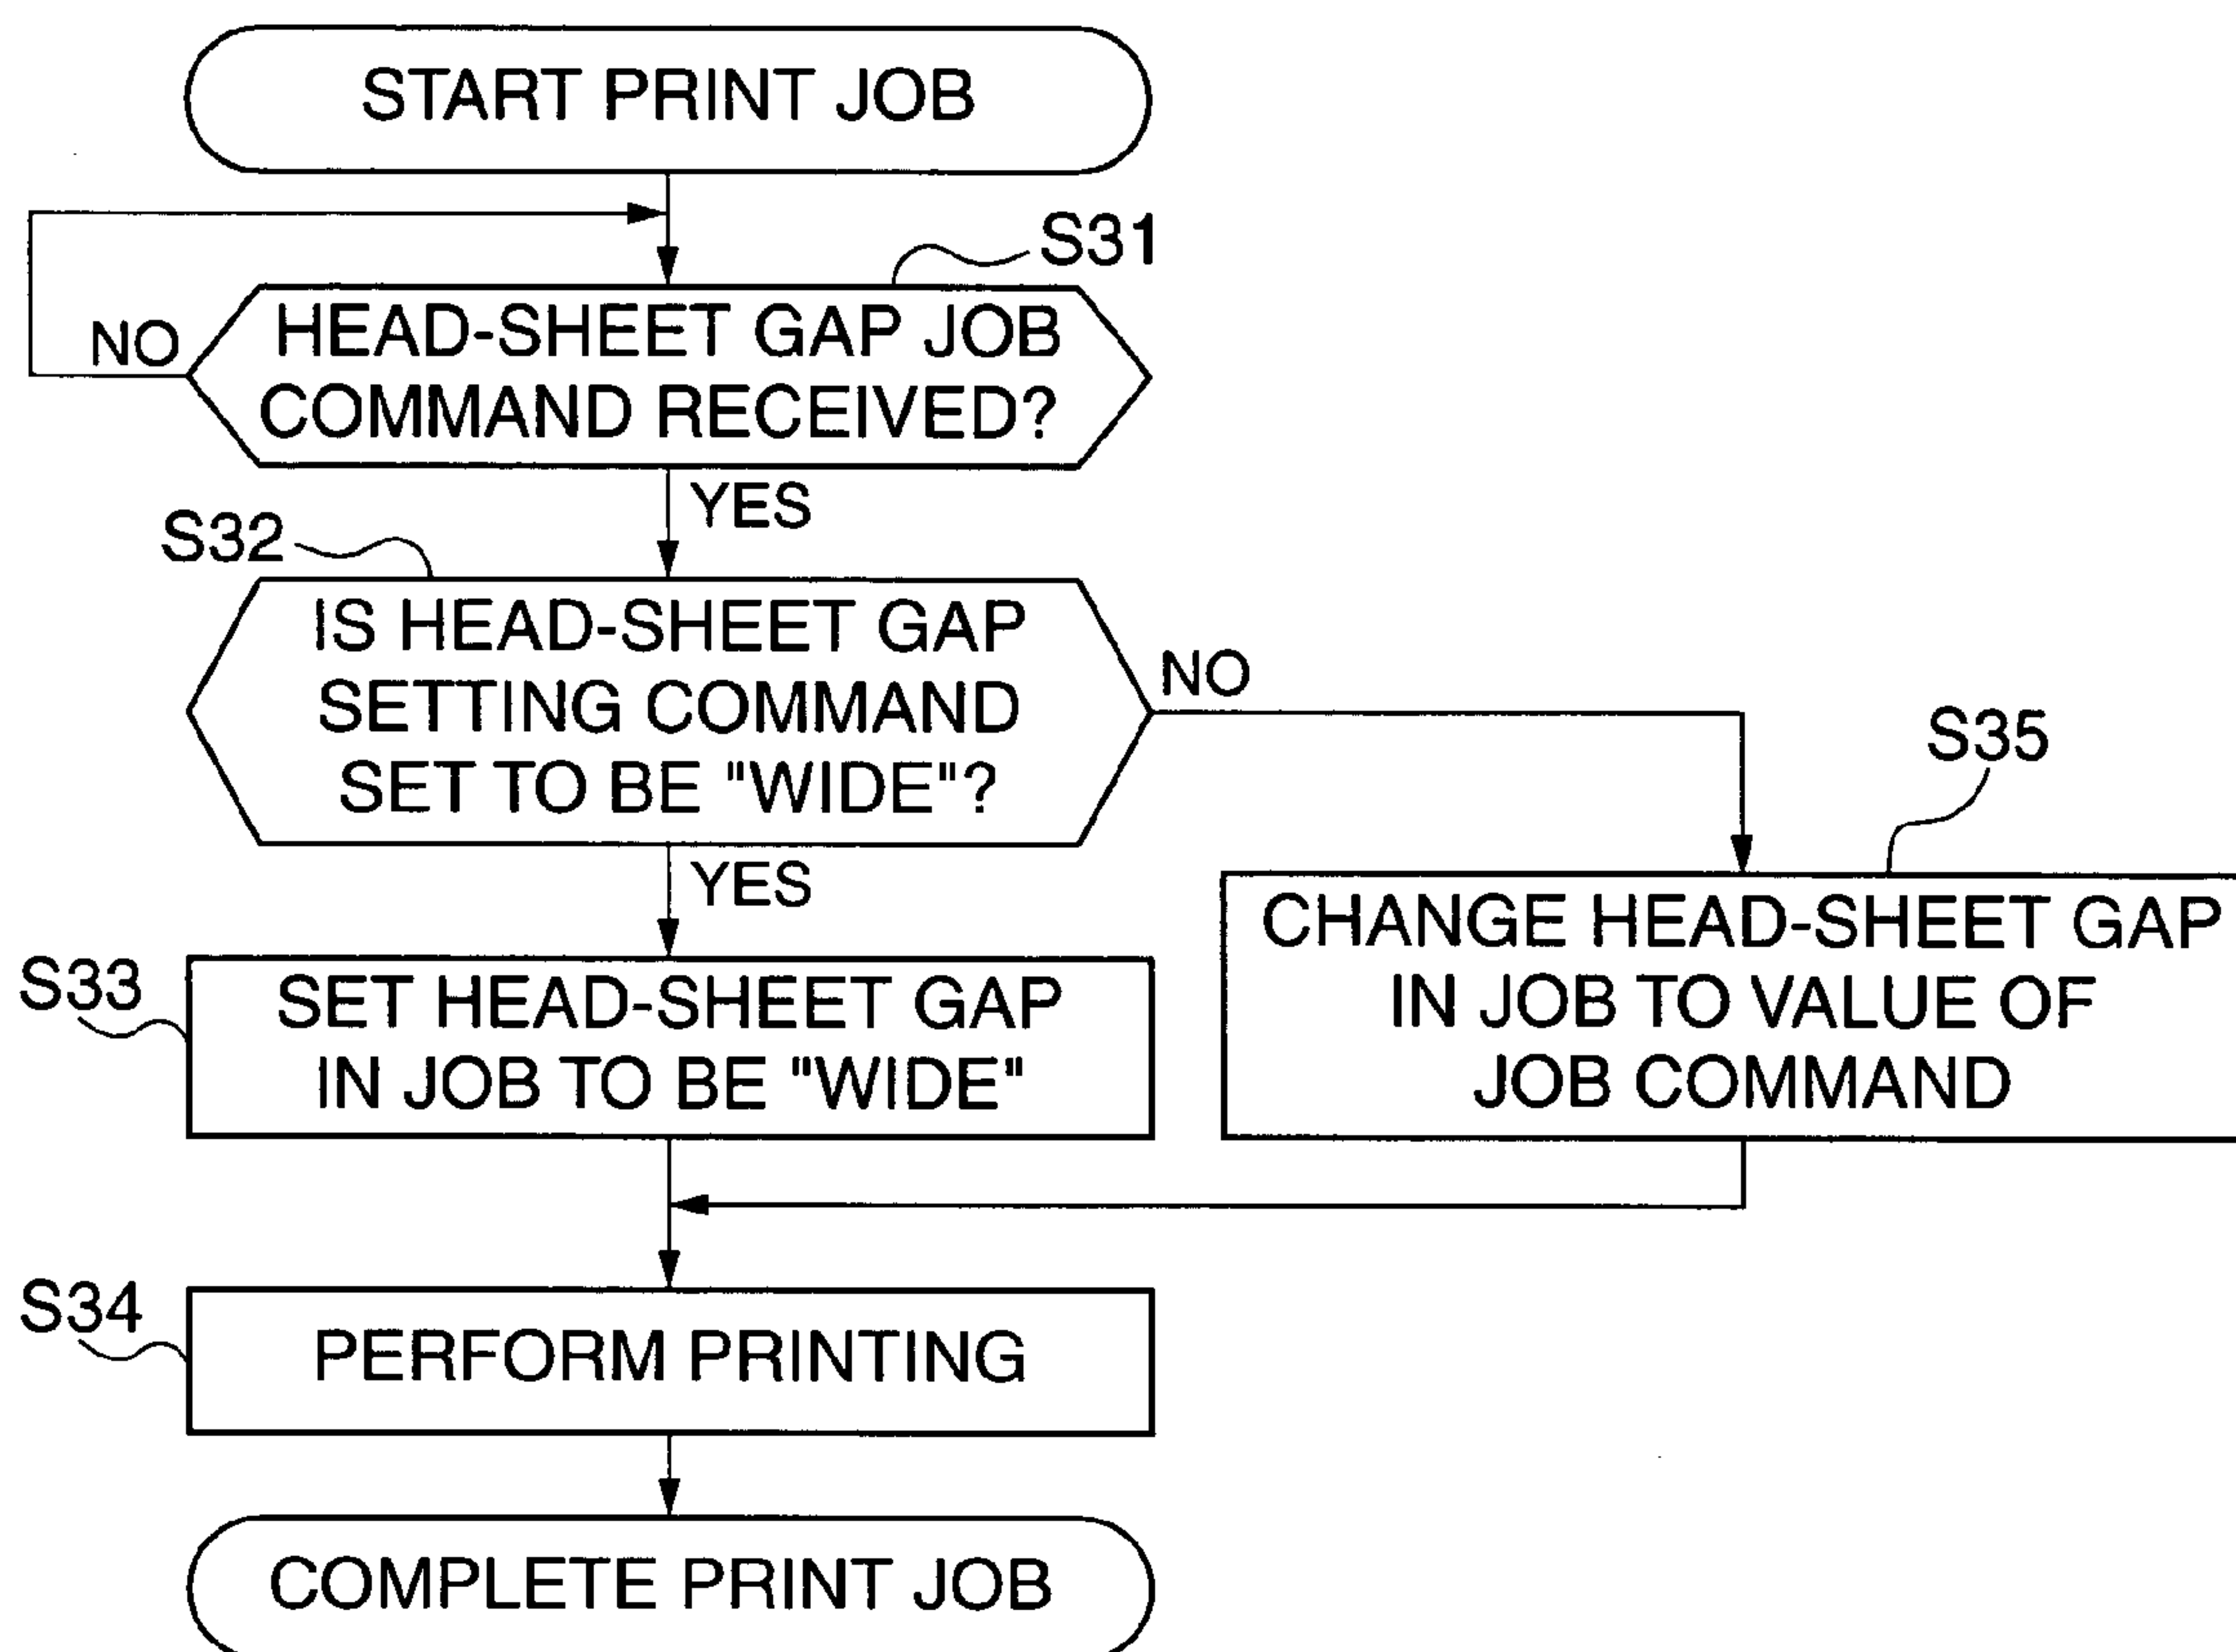 START PRINT JOB
S31
HEAD-SHEET GAP JOB
COMMAND RECEIVED?
NO
YES
S32
IS HEAD-SHEET GAP
SETTING COMMAND
SET TO BE "WIDE"?
NO
YES
S33
SET HEAD-SHEET GAP
IN JOB TO BE "WIDE"
S35
CHANGE HEAD-SHEET GAP
IN JOB TO VALUE OF
JOB COMMAND
S34
PERFORM PRINTING
COMPLETE PRINT JOB